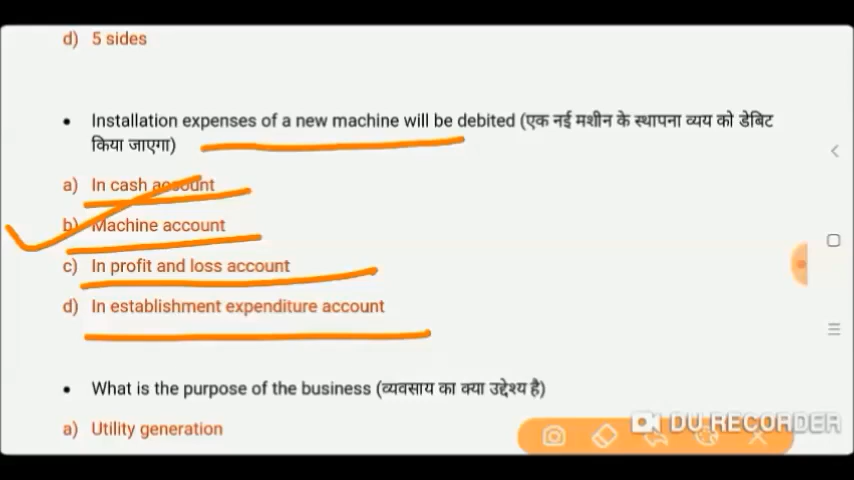 d) 5 sides
• Installation expenses of a new machine will be debited (एक नई मशीन के स्थापना व्यय को डेबिट
किया जाएगा)
a) In cash account
b) Machine account
c) In profit and loss account
d) In establishment expenditure account
• What is the purpose of the business (व्यवसाय का क्या उद्देश्य है)
a) Utility generation
DU RECORDER